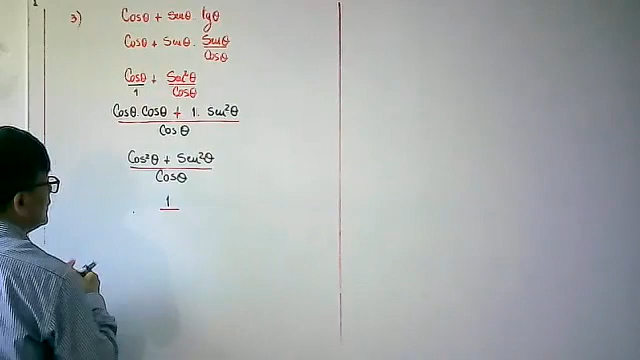 3) Cosθ + Senθ . tgθ
Cosθ + Senθ . Senθ/Cosθ
Cosθ/1 + Sen²θ/Cosθ
Cosθ.Cosθ + 1. Sen²θ/Cosθ
Cos²θ + Sen²θ/Cosθ
1